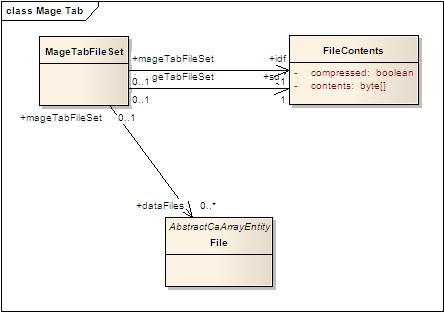 class Mage Tab
MageTabFileSet
FileContents
- compressed: boolean
- contents: byte[]
+mageTabFileSet
+idf
0..1
geTabFileSet
1
0..1
1
+mageTabFileSet
0..1
+dataFiles
0..*
AbstractCaArrayEntity
File